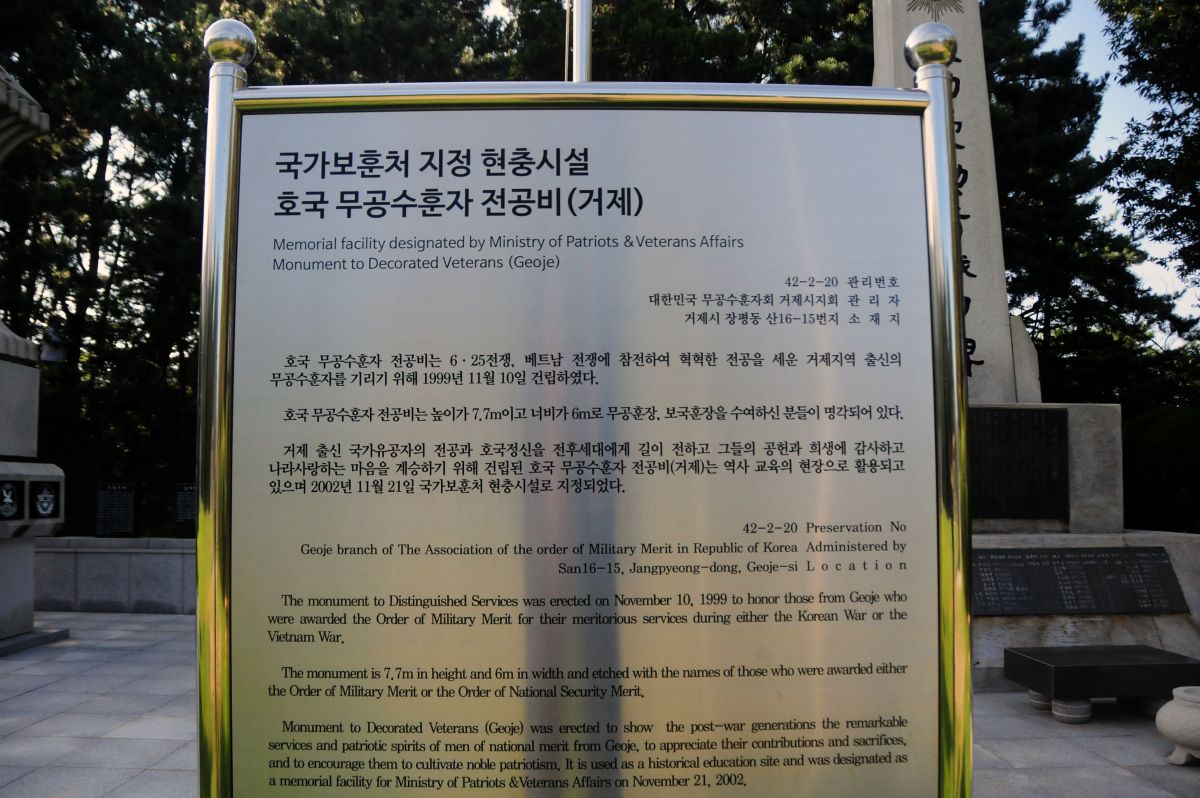 국가보훈처 지정 현충시설
호국 무공수훈자 전공비(거제)
Memorial facility designated by Ministry of Patriots & Veterans Affairs
Monument to Decorated Veterans (Geoje)
42-2-20 관리번호
대한민국 무공수훈자회 거제시지회 관 리 자
거제시 장평동 산16-15번지 소 재 지
호국 무공수훈자 전공비는 6·25전쟁, 베트남 전쟁에 참전하여 혁혁한 전공을 세운 거제지역 출신의
무공수훈자를 기리기 위해 1999년 11월 10일 건립하였다.
호국 무공수훈자 전공비는 높이가 7.7m이고 너비가 6m로 무공훈장, 보국훈장을 수여하신 분들이 명각되어 있다.
거제 출신 국가유공자의 전공과 호국정신을 전후세대에게 길이 전하고 그들의 공헌과 희생에 감사하고
나라사랑하는 마음을 계승하기 위해 건립된 호국 무공수훈자 전공비(거제)는 역사 교육의 현장으로 활용되고
있으며 2002년 11월 21일 국가보훈처 현충시설로 지정되었다.
42-2-20 Preservation No
Geoje branch of The Association of the order of Military Merit in Republic of Korea Administered by
San16-15, Jangpyeong-dong, Geoje-si L o c a t i o n
The monument to Distinguished Services was erected on November 10, 1999 to honor those from Geoje who
were awarded the Order of Military Merit for their meritorious services during either the Korean War or the
Vietnam War.
The monument is 7.7m in height and 6m in width and etched with the names of those who were awarded either
the Order of Military Merit or the Order of National Security Merit.
Monument to Decorated Veterans (Geoje) was erected to show the post-war generations the remarkable
services and patriotic spirits of men of national merit from Geoje, to appreciate their contributions and sacrifices,
and to encourage them to cultivate noble patriotism. It is used as a historical education site and was designated as
a memorial facility for Ministry of Patriots &Veterans Affairs on November 21, 2002.